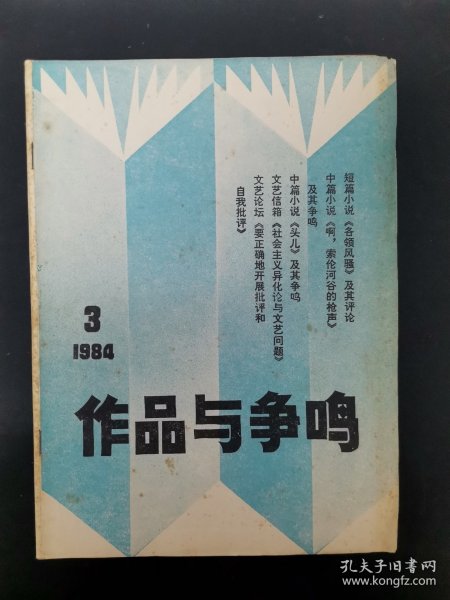 短篇小说《各领风骚》及其评论
中篇小说《啊，索伦河谷的枪声》
及其争鸣
中篇小说《头儿》及其争鸣
文艺信箱《社会主义异化论与文艺问题》
文艺论坛《要正确地开展批评和
自我批评》
3
1984
作品与争鸣
孔夫子旧书网
www.kongfz.com